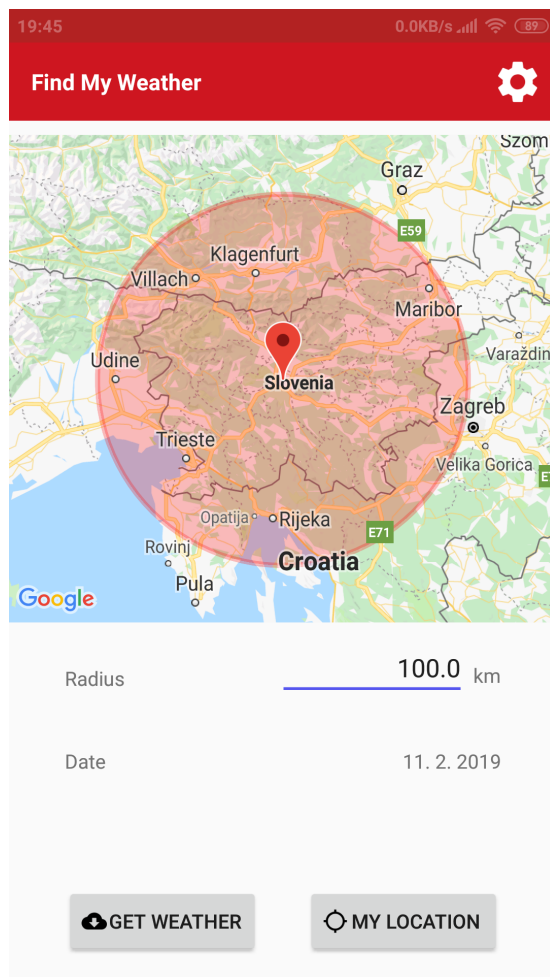 19:45 0.0KB/s 89
Find My Weather
Szom
Graz
E59
Klagenfurt
Villach
Maribor
Varaždin
Udine
Slovenia
Zagreb
Trieste
Velika Gorica
E
Opatija Rijeka
E71
Rovinj
Croatia
Pula
Google
Radius 100.0 km
Date 11. 2. 2019
GET WEATHER MY LOCATION